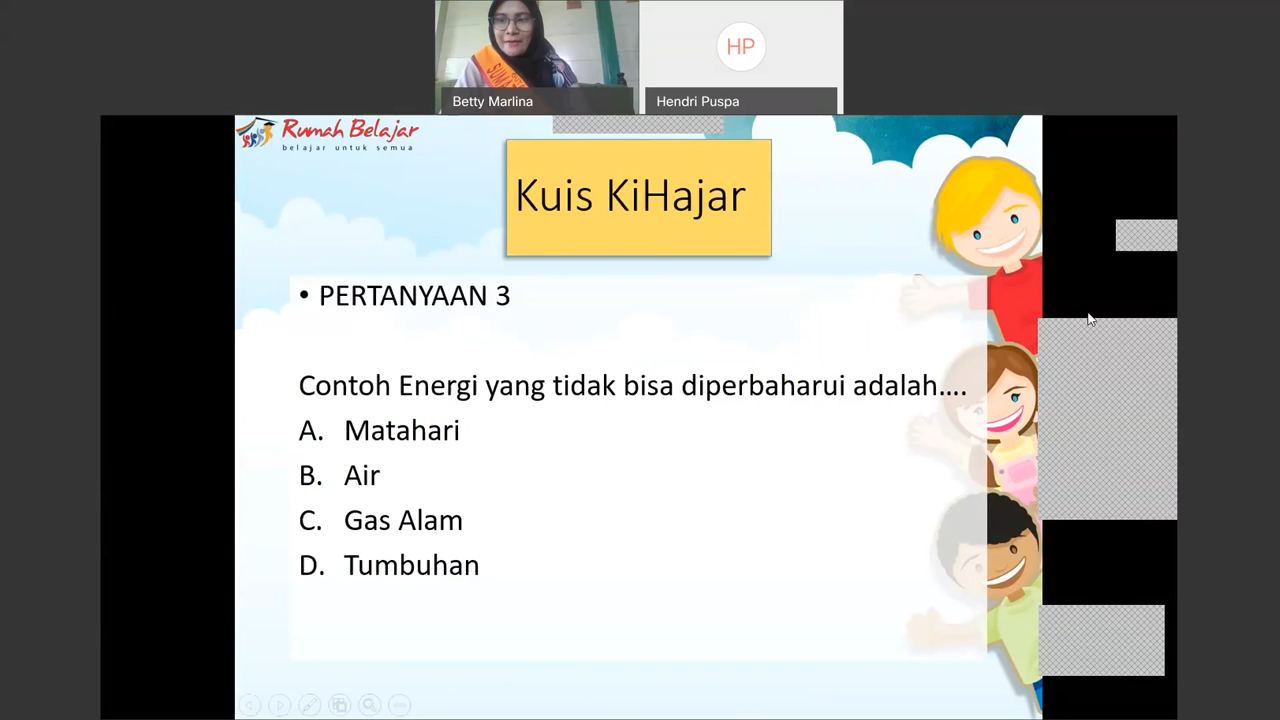 HP
Betty Marlina
Hendri Puspa
Rumah Belajar
belajar untuk semua
Kuis KiHajar
• PERTANYAAN 3
Contoh Energi yang tidak bisa diperbaharui adalah....
A. Matahari
B. Air
C. Gas Alam
D. Tumbuhan